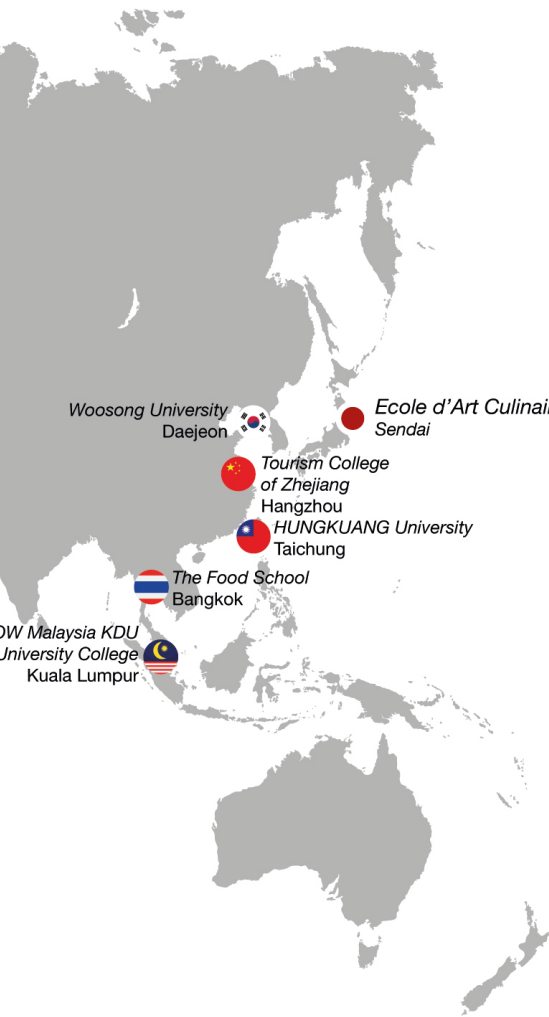 Woosong University
Daejeon
Ecole d'Art Culinai
Sendai
Tourism College
of Zhejiang
Hangzhou
HUNGKUANG University
Taichung
The Food School
Bangkok
OW Malaysia KDU
University College
Kuala Lumpur